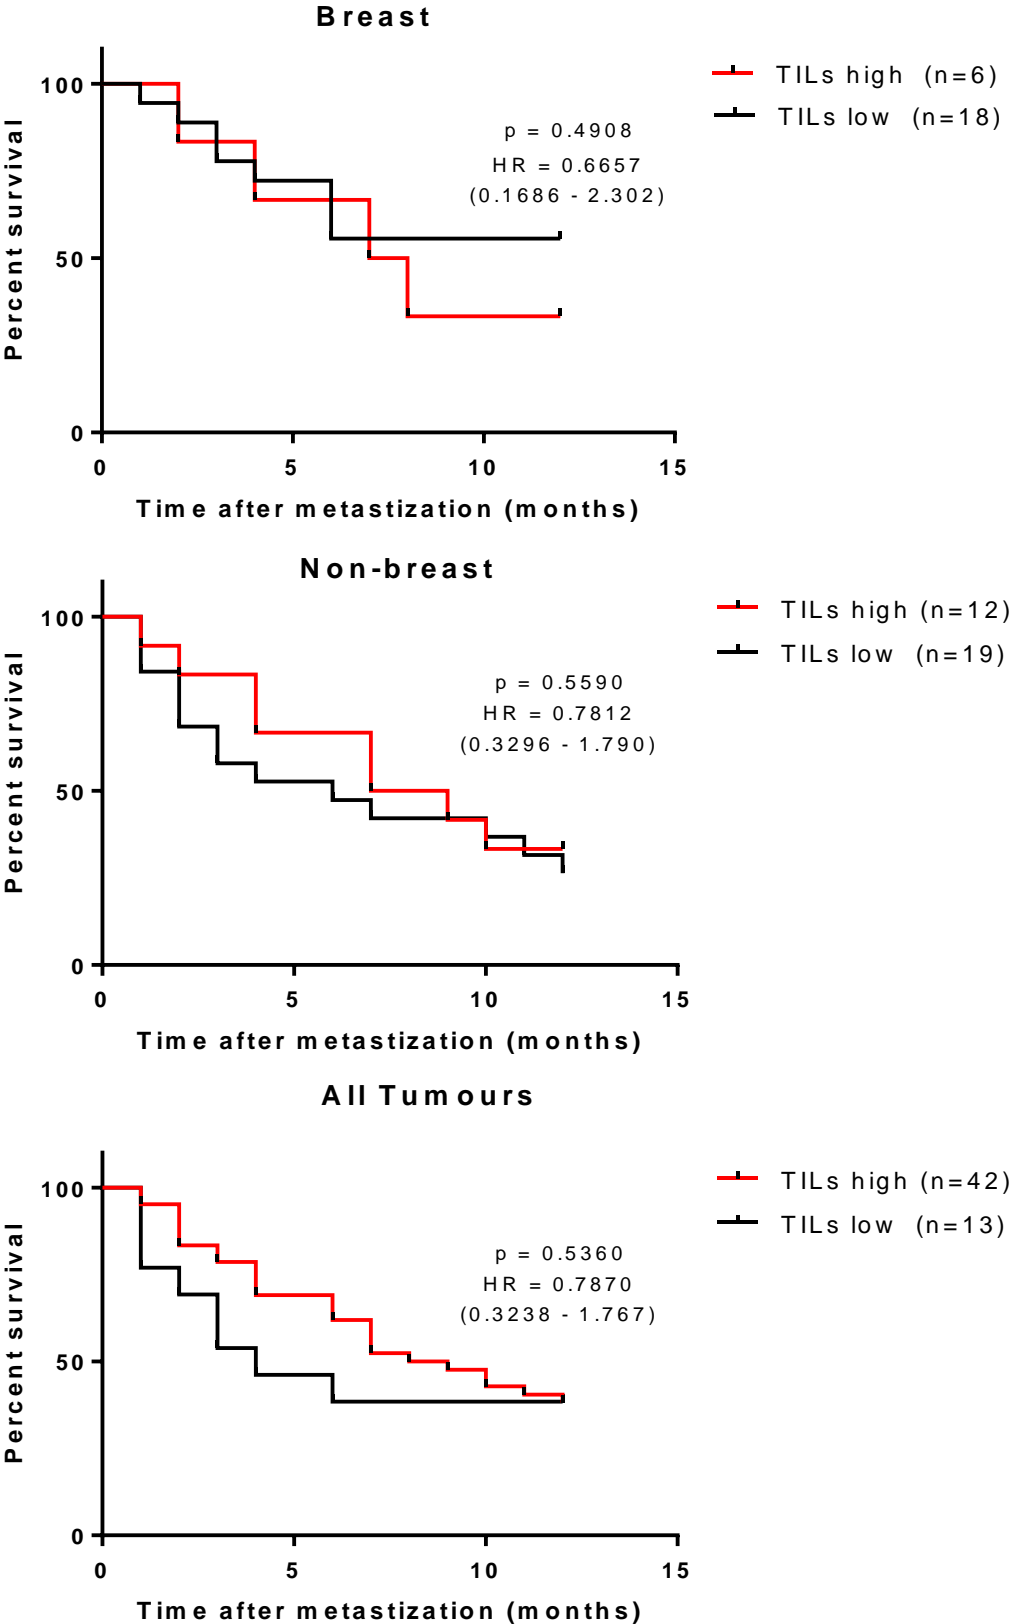 Breast
TILs high (n=6)
TILs low (n=18)
p = 0.4908
HR = 0.6657
(0.1686 - 2.302)
Percent survival
100
50
0
0 5 10 15
Time after metastization (months)
Non-breast
TILs high (n=12)
TILs low (n=19)
p = 0.5590
HR = 0.7812
(0.3296 - 1.790)
Percent survival
100
50
0
0 5 10 15
Time after metastization (months)
All Tumours
TILs high (n=42)
TILs low (n=13)
p = 0.5360
HR = 0.7870
(0.3238 - 1.767)
Percent survival
100
50
0
0 5 10 15
Time after metastization (months)